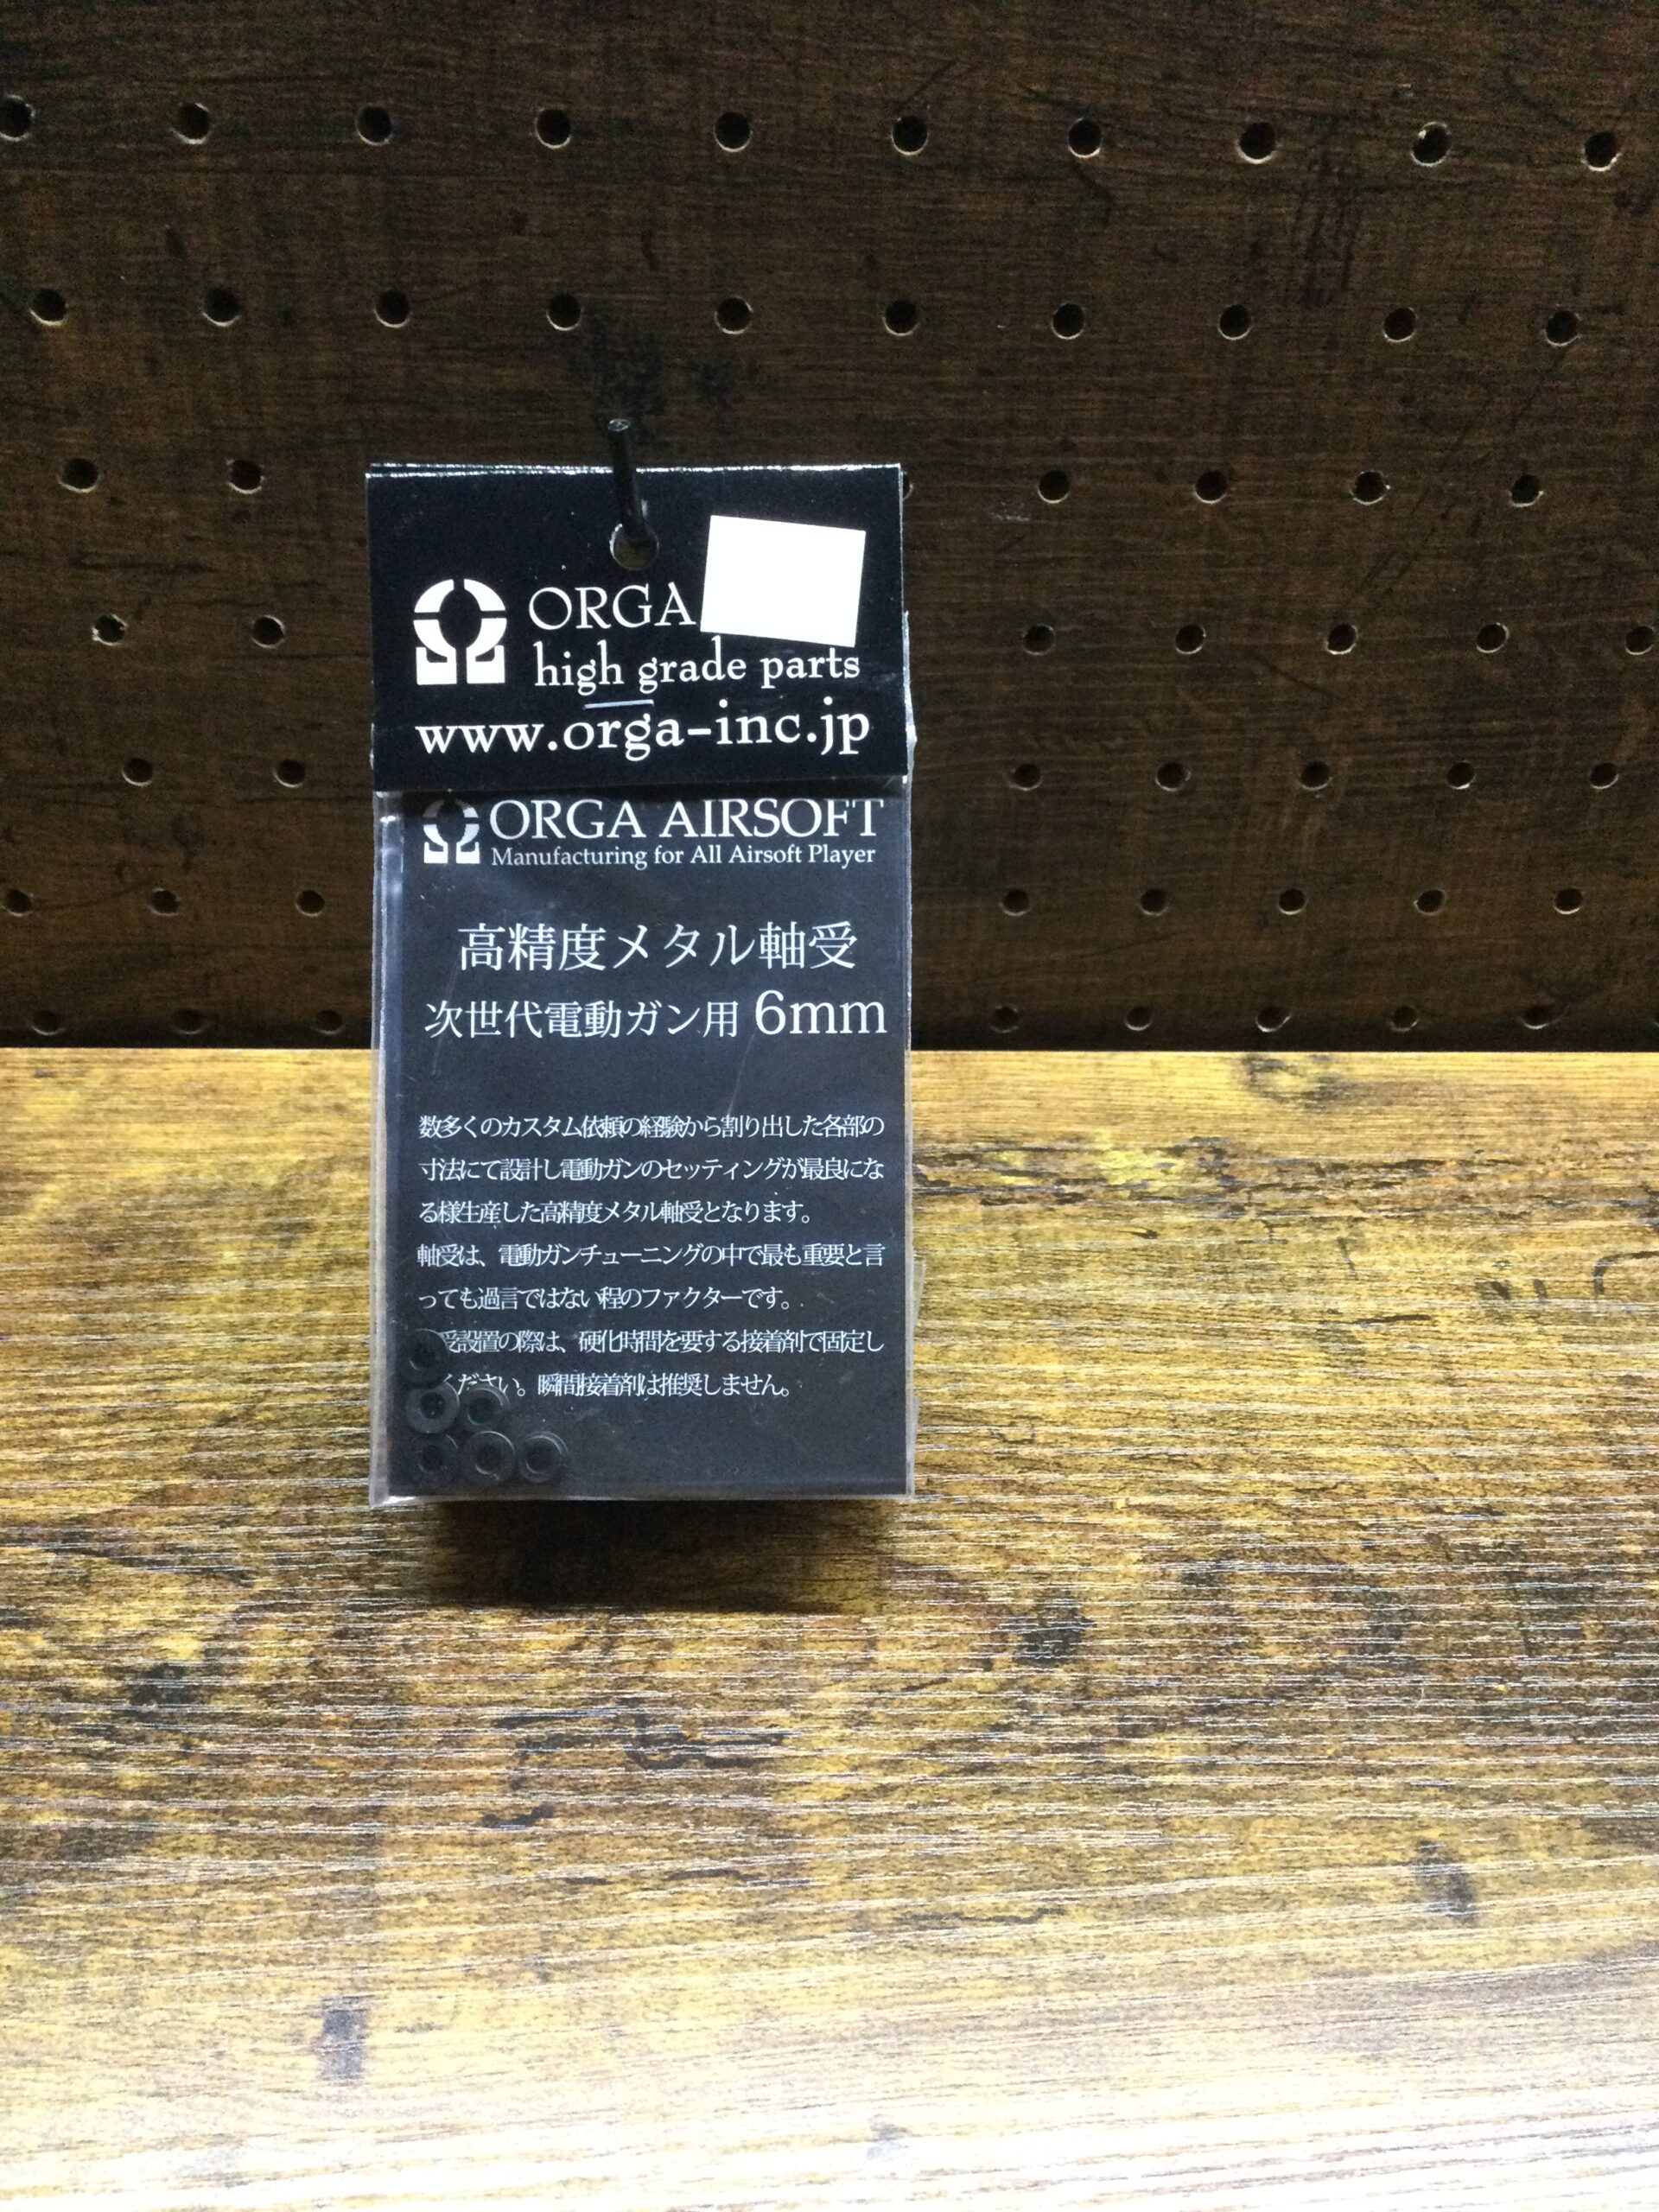 ORGA
high grade parts
www.orga-inc.jp
ORGA AIRSOFT
Manufacturing for All Airsoft Player
高精度メタル軸受
次世代電動ガン用 6mm
数多くのカスタム依頼の経験から割り出した各部の
寸法にて設計し電動ガンのセッティングが最良にな
る様生産した高精度メタル軸受となります。
軸受は、電動ガンチューニングの中で最も重要と言
っても過言ではない程のファクターです。
受設置の際は、硬化時間を要する接着剤で固定し
ください。瞬間接着剤は推奨しません。